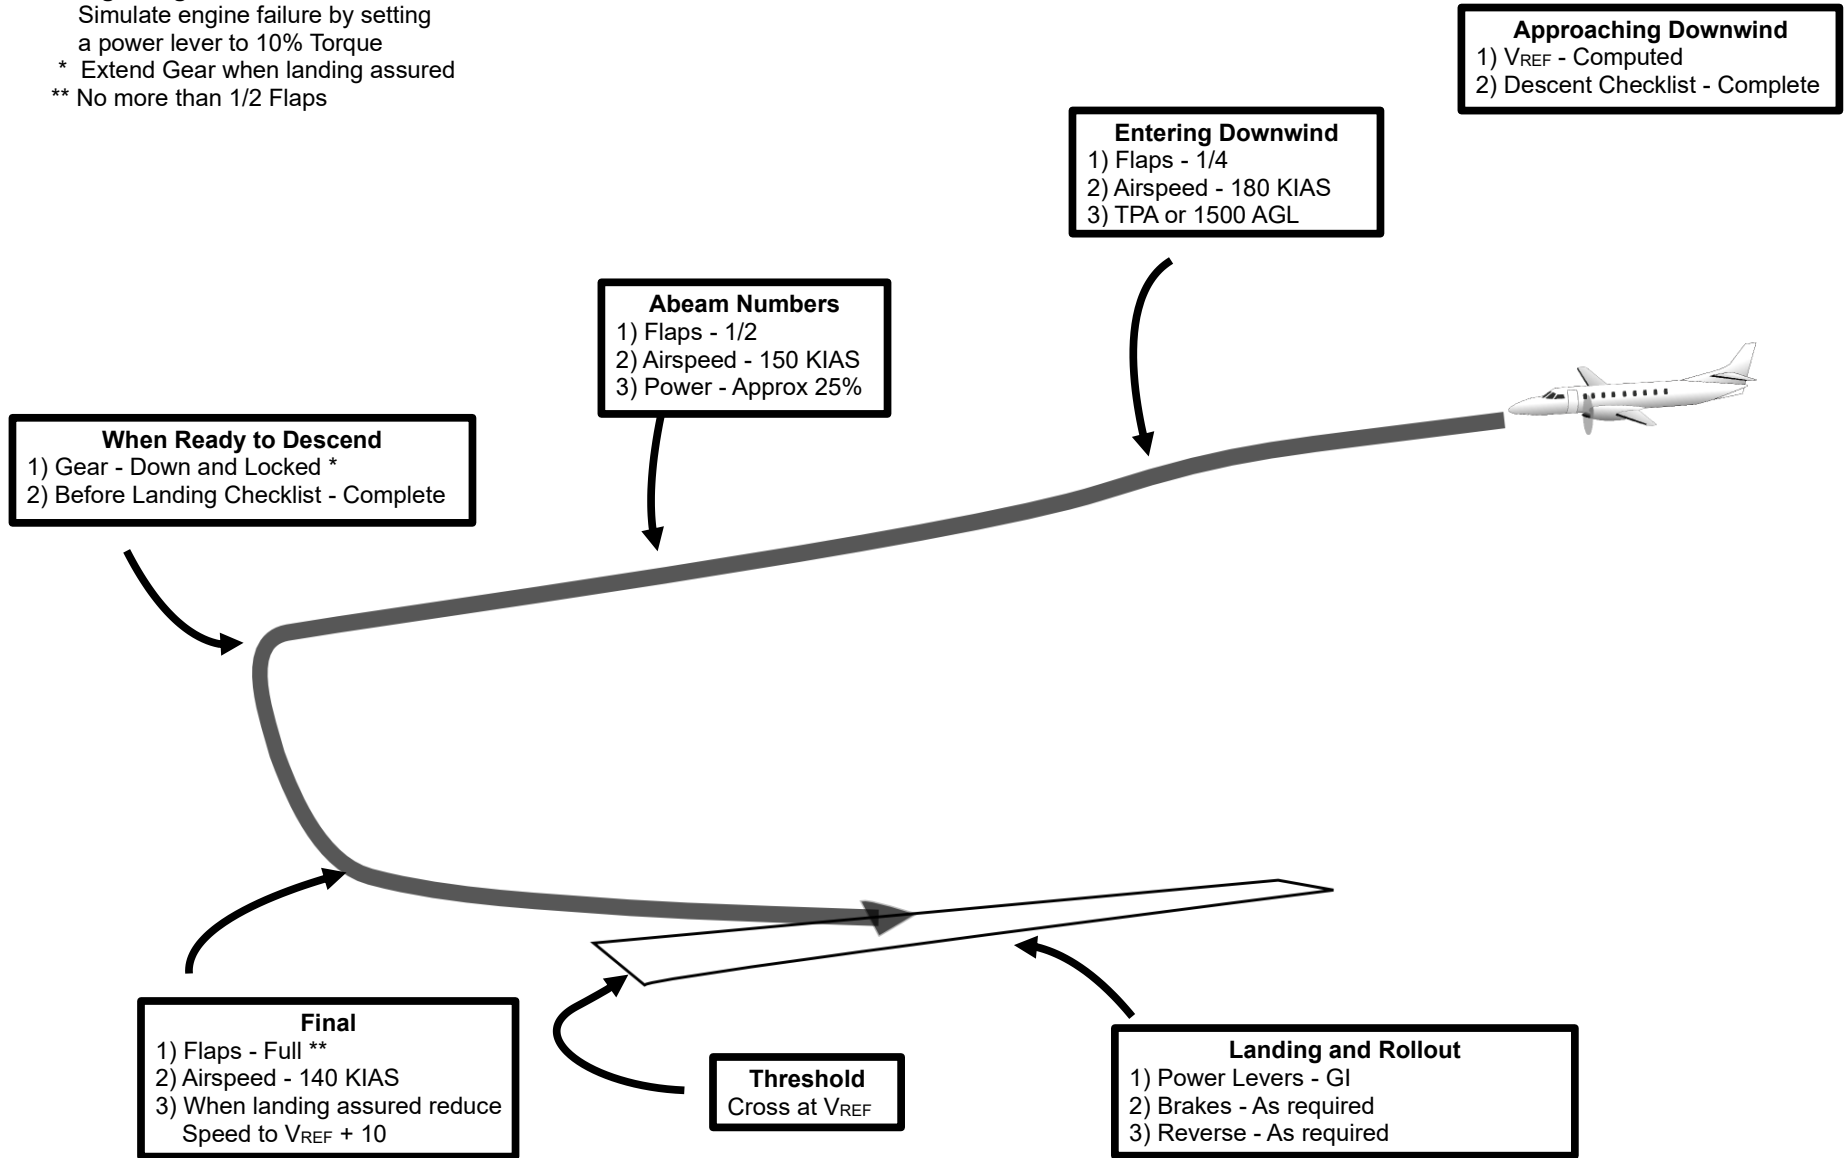 Simulate engine failure by setting
a power lever to 10% Torque
* Extend Gear when landing assured
** No more than 1/2 Flaps
Approaching Downwind
1) VREF - Computed
2) Descent Checklist - Complete
Entering Downwind
1) Flaps - 1/4
2) Airspeed - 180 KIAS
3) TPA or 1500 AGL
Abeam Numbers
1) Flaps - 1/2
2) Airspeed - 150 KIAS
3) Power - Approx 25%
When Ready to Descend
1) Gear - Down and Locked *
2) Before Landing Checklist - Complete
Final
1) Flaps - Full **
2) Airspeed - 140 KIAS
3) When landing assured reduce
Speed to VREF + 10
Threshold
Cross at VREF
Landing and Rollout
1) Power Levers - GI
2) Brakes - As required
3) Reverse - As required